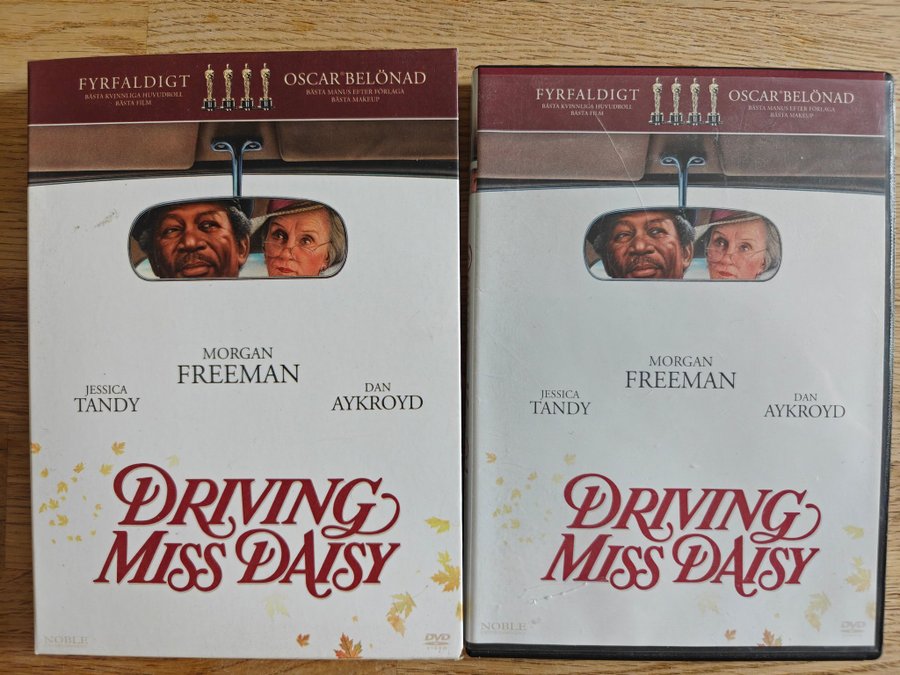 FYRFALDIGT
BÄSTA KVINNLIGA HUVUDROLL
BÄSTA FILM
OSCAR® BELÖNAD
BÄSTA MANUS EFTER FÖRLAGA
BÄSTA MAKEUP
MORGAN
FREEMAN
JESSICA
TANDY
DAN
AYKROYD
DRIVING
MISS DAISY
NOBLE
DVD
VIDEO
FYRFALDIGT
BÄSTA KVINNLIGA HUVUDROLL
BÄSTA FILM
OSCAR® BELÖNAD
BÄSTA MANUS EFTER FÖRLAGA
BÄSTA MAKEUP
MORGAN
FREEMAN
JESSICA
TANDY
DAN
AYKROYD
DRIVING
MISS DAISY
NOBLE
DVD